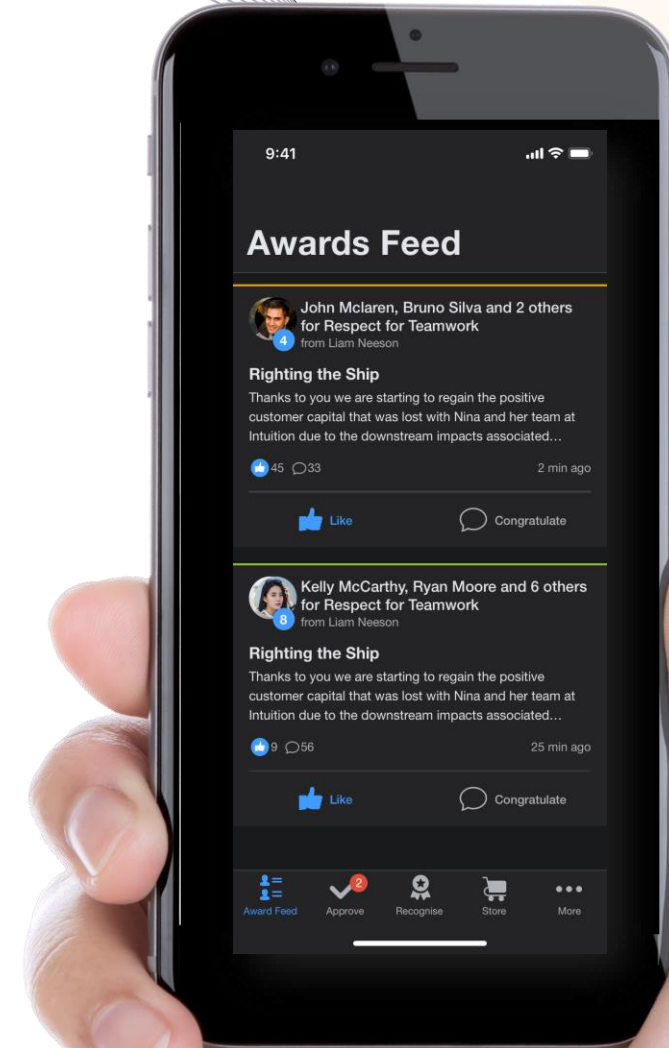 9:41
Awards Feed
John Mclaren, Bruno Silva and 2 others
for Respect for Teamwork
4
from Liam Neeson
Righting the Ship
Thanks to you we are starting to regain the positive
customer capital that was lost with Nina and her team at
Intuition due to the downstream impacts associated...
45 33 2 min ago
Like Congratulate
Kelly McCarthy, Ryan Moore and 6 others
for Respect for Teamwork
8
from Liam Neeson
Righting the Ship
Thanks to you we are starting to regain the positive
customer capital that was lost with Nina and her team at
Intuition due to the downstream impacts associated...
9 56 25 min ago
Like Congratulate
2
Award Feed Approve Recognise Store More